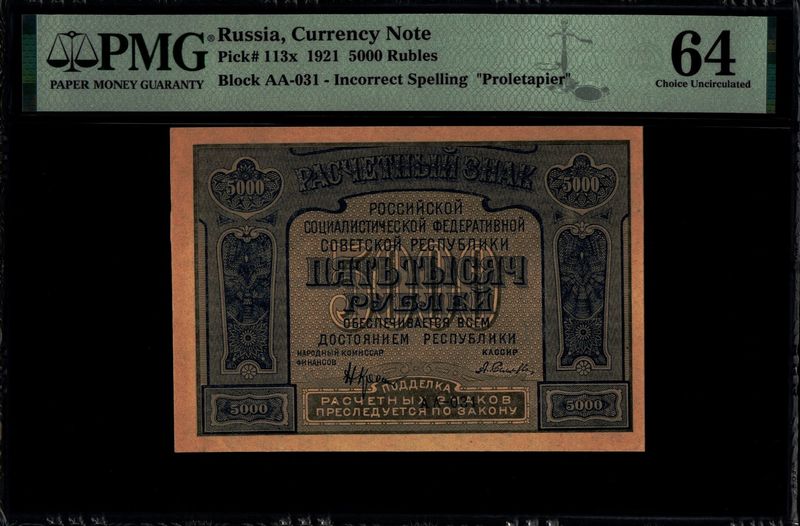 PMG®
PAPER MONEY GUARANTY
Russia, Currency Note
Pick# 113x 1921 5000 Rubles
Block AA-031 - Incorrect Spelling "Proletapier"
64
Choice Uncirculated
РАСЧЕТНЫЙ ЗНАК
5000
5000
РОССИЙСКОЙ
СОЦИАЛИСТИЧЕСКОЙ ФЕДЕРАТИВНОЙ
СОВЕТСКОЙ РЕСПУБЛИКИ
5000
ПЯТЬТЫСЯЧ
РУБЛЕЙ
ОБЕСПЕЧИВАЕТСЯ ВСЕМ
ДОСТОЯНИЕМ РЕСПУБЛИКИ
НАРОДНЫЙ КОМИССАР
ФИНАНСОВ
КАССИР
ПОДДЕЛКА
РАСЧЕТНЫХ ЗНАКОВ
ПРЕСЛЕДУЕТСЯ ПО ЗАКОНУ
5000
5000